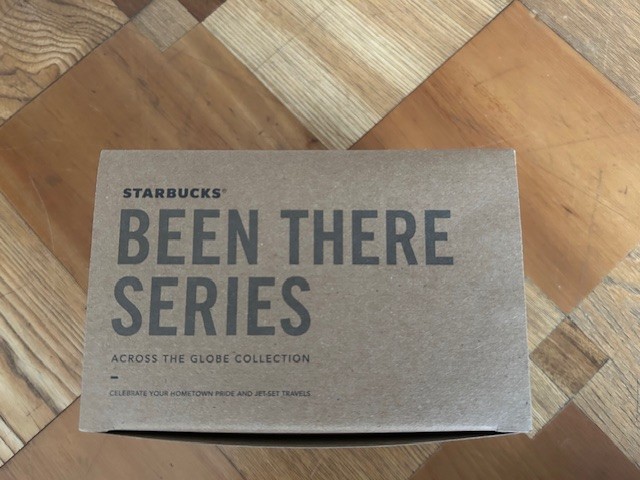 STARBUCKS®
BEEN THERE
SERIES
ACROSS THE GLOBE COLLECTION
–
CELEBRATE YOUR HOMETOWN PRIDE AND JET-SET TRAVELS